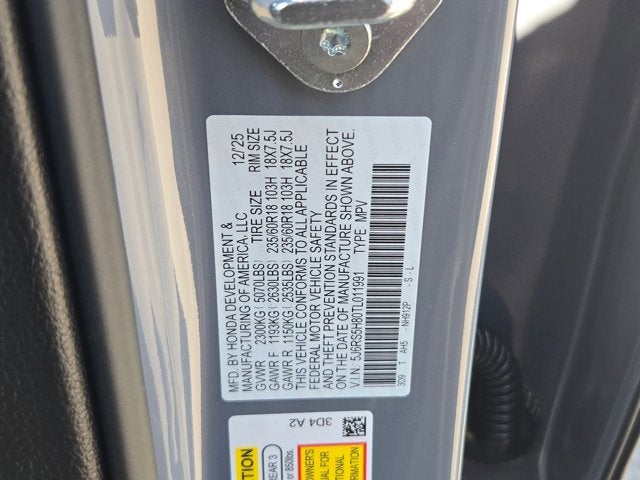 MFD. BY HONDA DEVELOPMENT &
MANUFACTURING OF AMERICA, LLC 12/'25
GVWR 2300KG ( 5070LBS) TIRE SIZE RIM SIZE
GAWR F 1193KG ( 2630LBS) 235/60R18 103H 18X7.5J
GAWR R 1150KG ( 2535LBS) 235/60R18 103H 18X7.5J
THIS VEHICLE CONFORMS TO ALL APPLICABLE
FEDERAL MOTOR VEHICLE SAFETY
AND THEFT PREVENTION STANDARDS IN EFFECT
ON THE DATE OF MANUFACTURE SHOWN ABOVE.
V.I.N.: 5J6RS5H80TL011991 TYPE MPV
3D9 T AH5 NH912P - S - L
3D4 A2